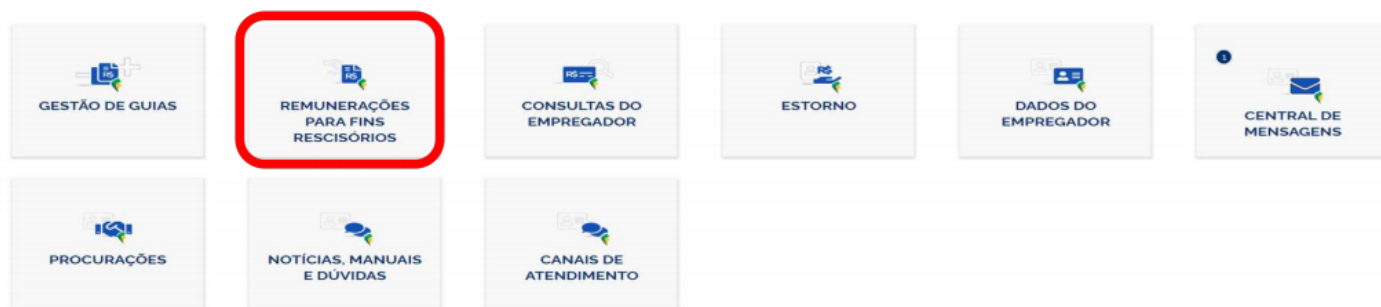 GESTÃO DE GUIAS
REMUNERAÇÕES
PARA FINS
RESCISÓRIOS
CONSULTAS DO
EMPREGADOR
ESTORNO
DADOS DO
EMPREGADOR
1
CENTRAL DE
MENSAGENS
PROCURAÇÕES
NOTÍCIAS, MANUAIS
E DÚVIDAS
CANAIS DE
ATENDIMENTO